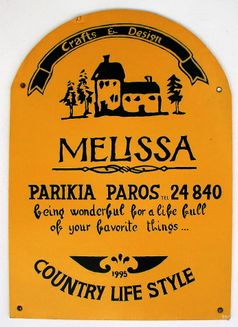 Crafts & Design
MELISSA
PARIKIA PAROS TEL. 24 840
being wonderful for a life full
of your favorite things...
1995
COUNTRY LIFE STYLE